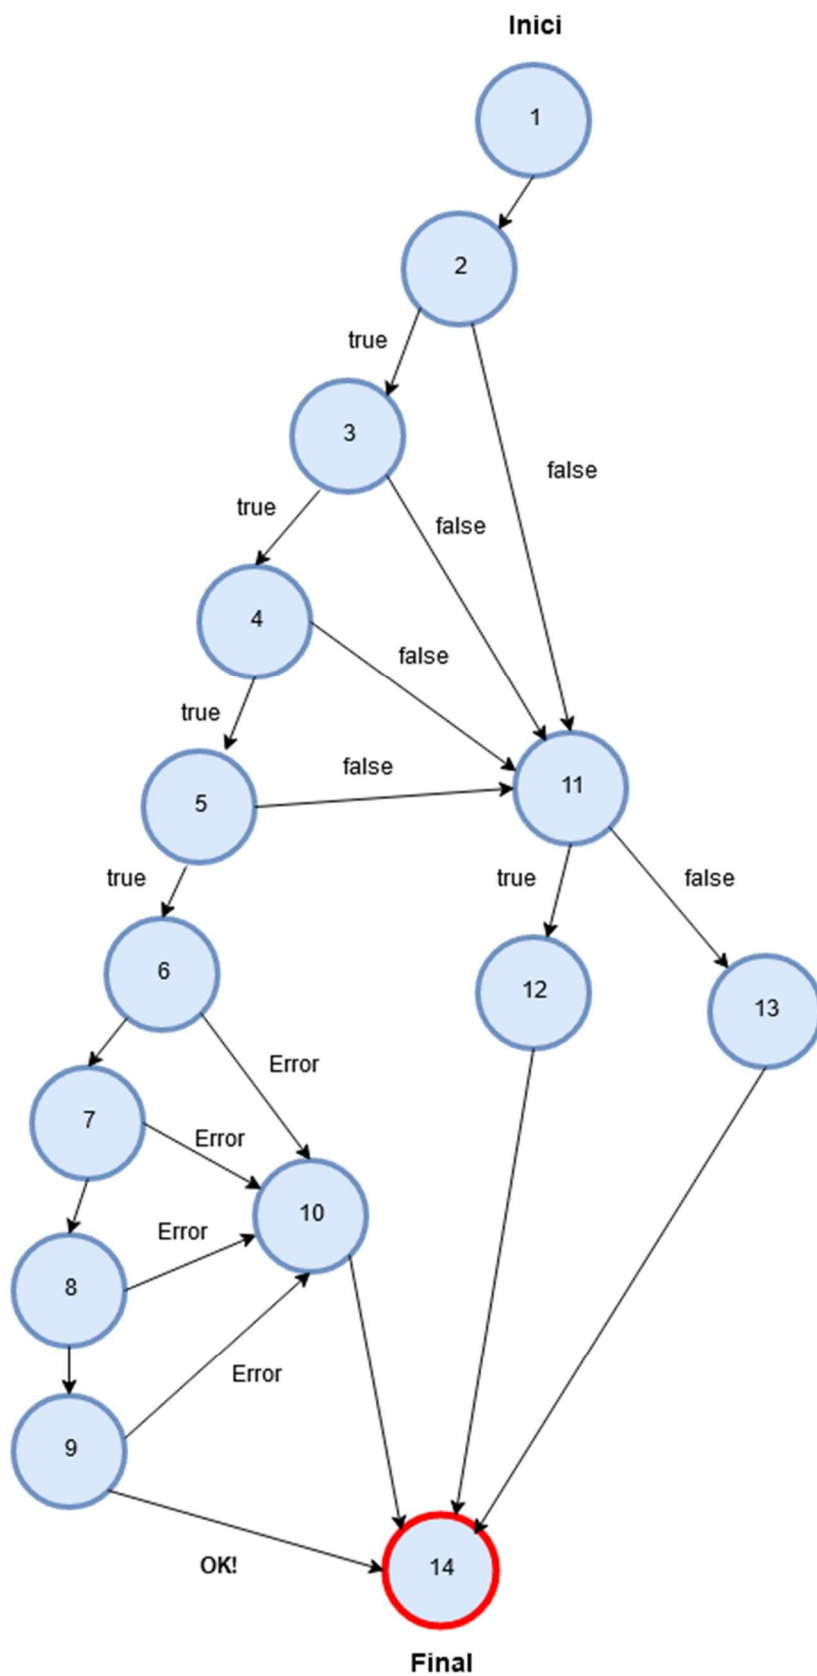 Inici
1
2
true
3
false
true
false
4
false
true
false
5
11
true
true
false
6
12
13
Error
7
Error
10
Error
8
Error
9
OK!
14
Final